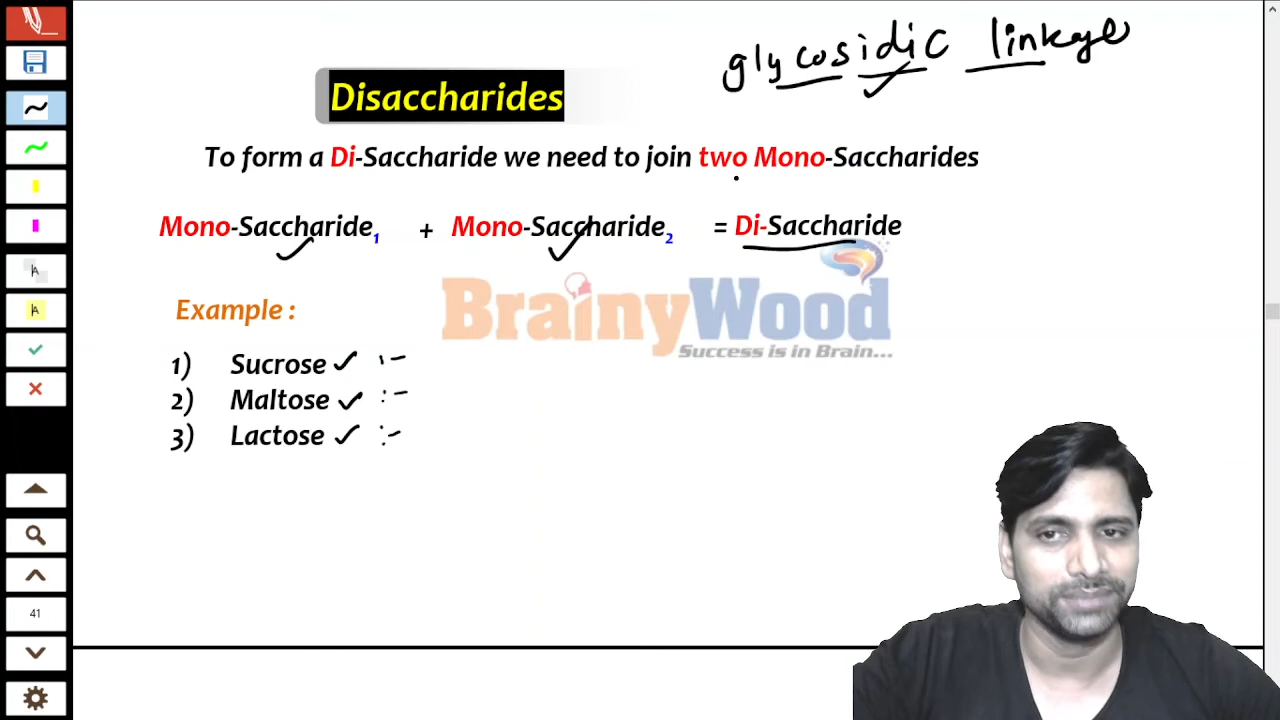 glycosidic linkage
Disaccharides
To form a Di-Saccharide we need to join two Mono-Saccharides
Mono-Saccharide1 + Mono-Saccharide2 = Di-Saccharide
BrainyWood
Success is in Brain...
Example :
1) Sucrose ✓ :-
2) Maltose ✓ :-
3) Lactose ✓ :-
41